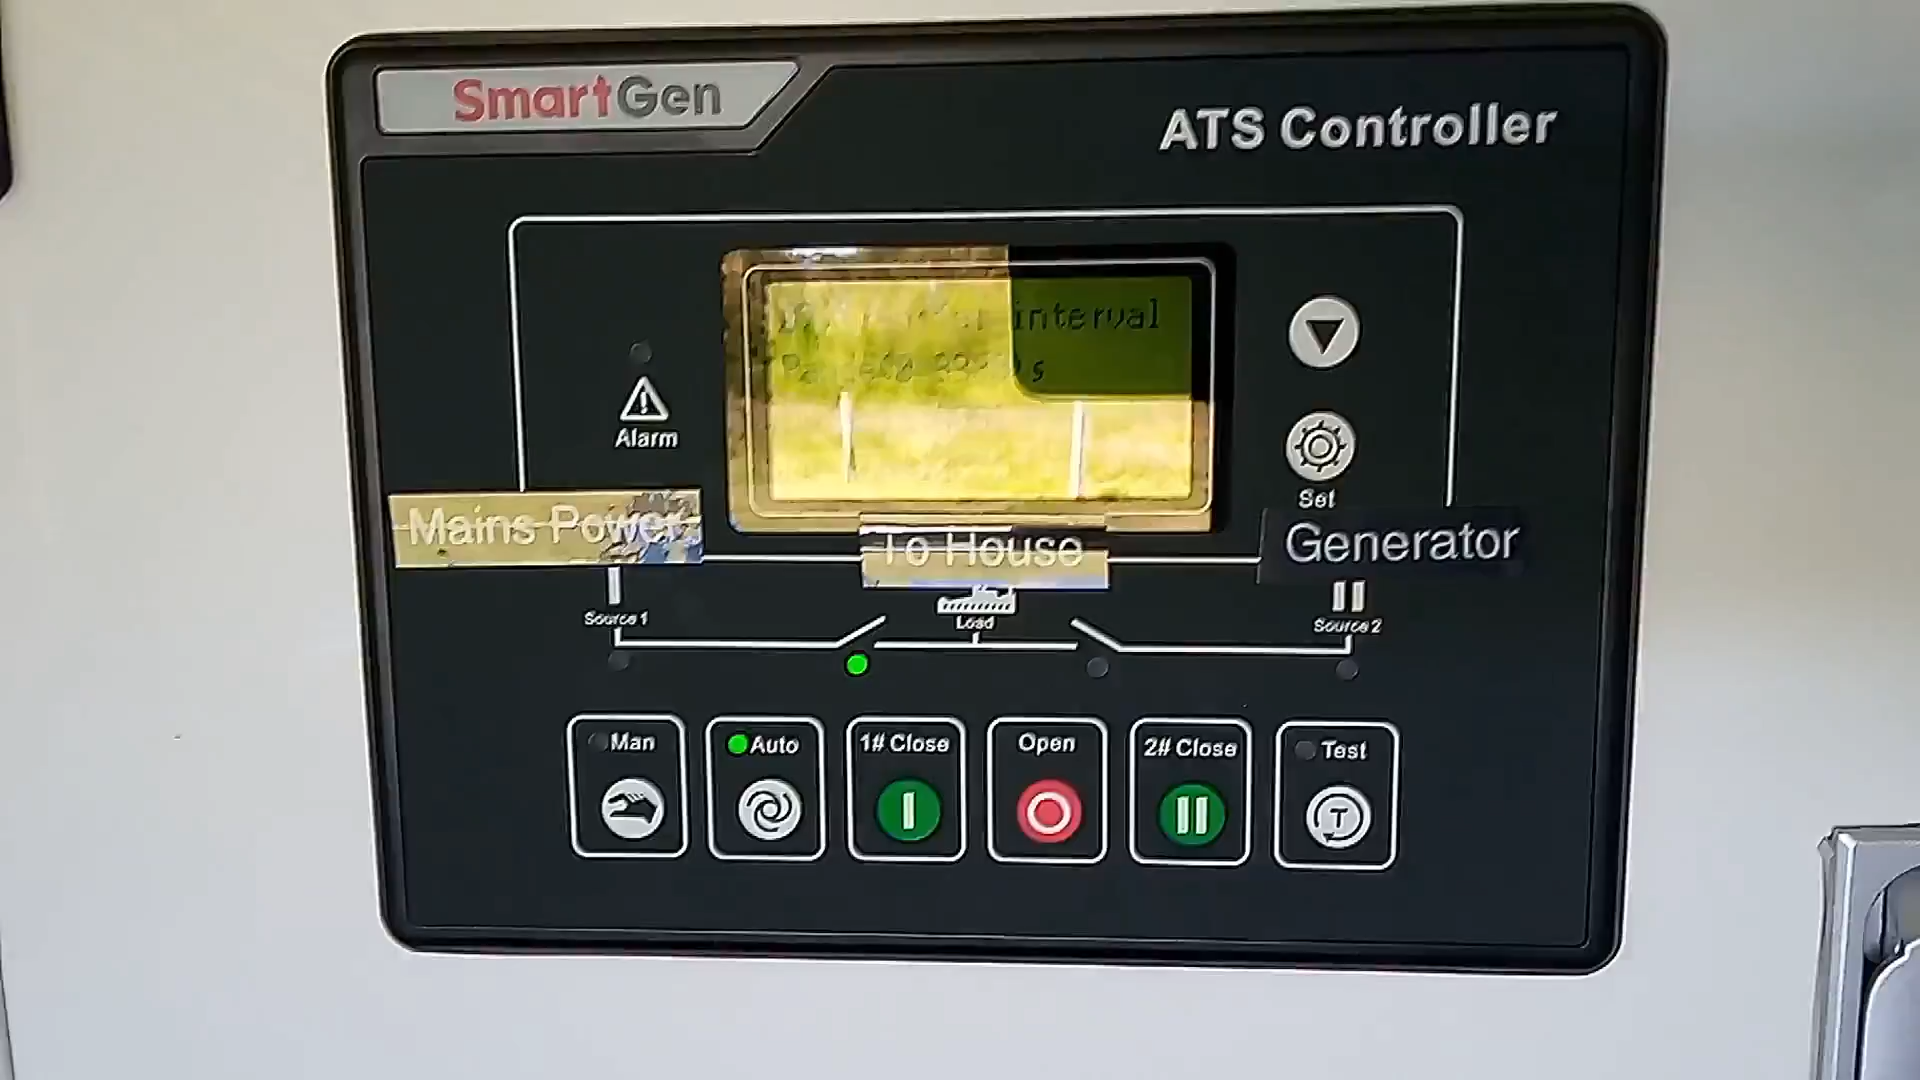 SmartGen
ATS Controller
interval
s
Alarm
Set
Mains Power
To House
Generator
Source 1
Load
Source 2
Man
Auto
1# Close
Open
2# Close
Test
T